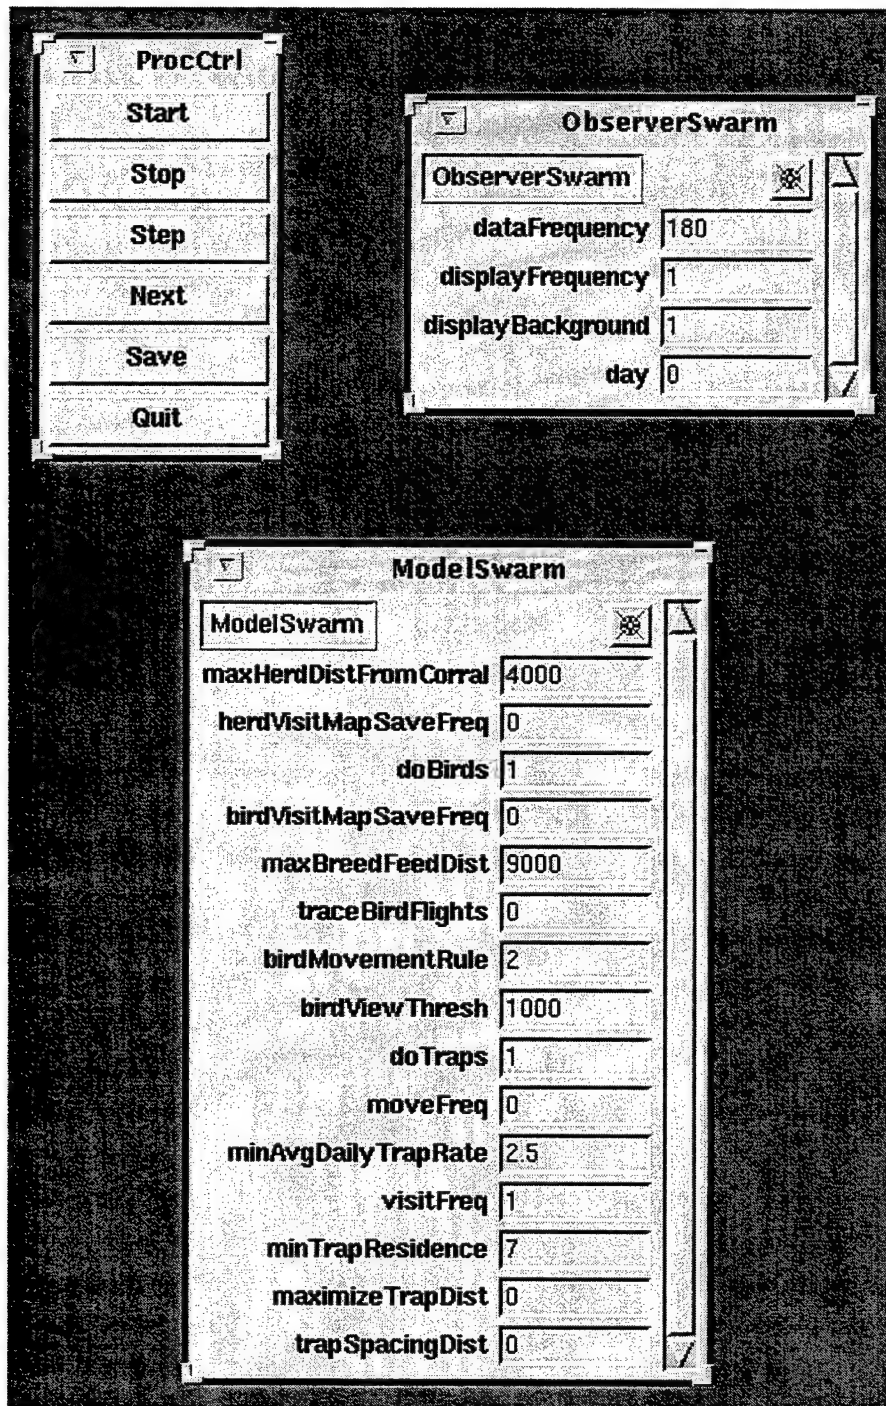 ProcCtrl
Start
Stop
Step
Next
Save
Quit
ObserverSwarm
ObserverSwarm
dataFrequency 180
displayFrequency 1
displayBackground 1
day 0
ModelSwarm
ModelSwarm
maxHerdDistFromCorral 4000
herdVisitMapSaveFreq 0
doBirds 1
birdVisitMapSaveFreq 0
maxBreedFeedDist 9000
traceBirdFlights 0
birdMovementRule 2
birdViewThresh 1000
doTraps 1
moveFreq 0
minAvgDailyTrapRate 2.5
visitFreq 1
minTrapResidence 7
maximizeTrapDist 0
trapSpacingDist 0